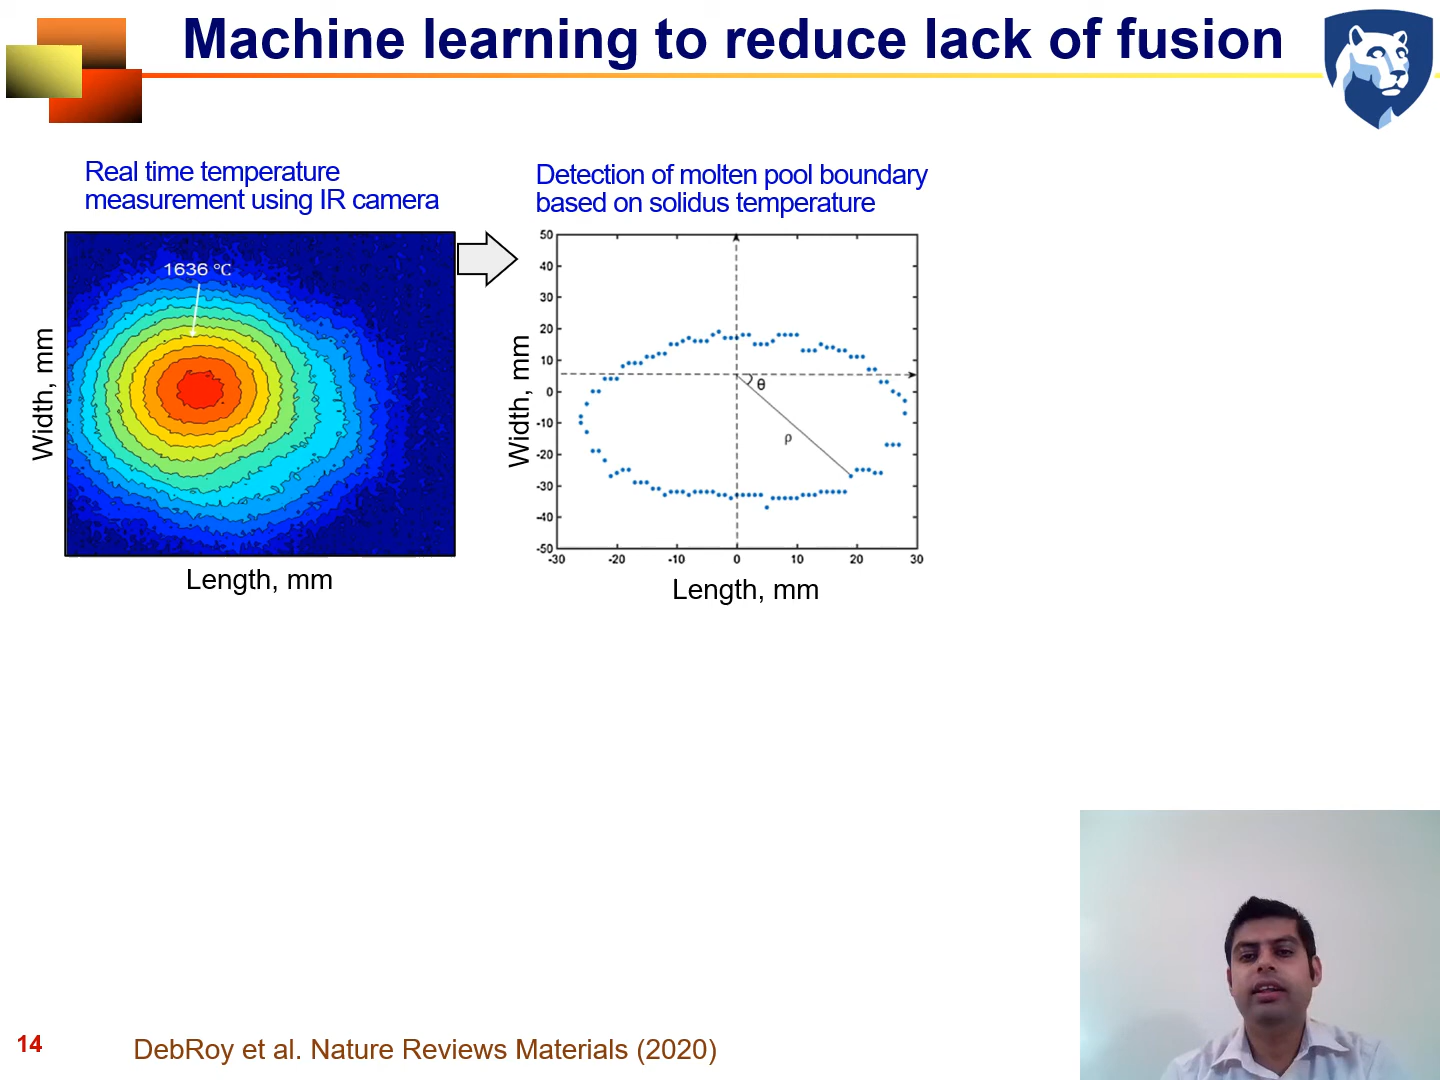 Machine learning to reduce lack of fusion
Real time temperature
measurement using IR camera
1636 °C
Width, mm
Length, mm
Detection of molten pool boundary
based on solidus temperature
50
40
30
20
10
0
-10
-20
-30
-40
-50
θ
ρ
-30 -20 -10 0 10 20 30
Width, mm
Length, mm
14
DebRoy et al. Nature Reviews Materials (2020)